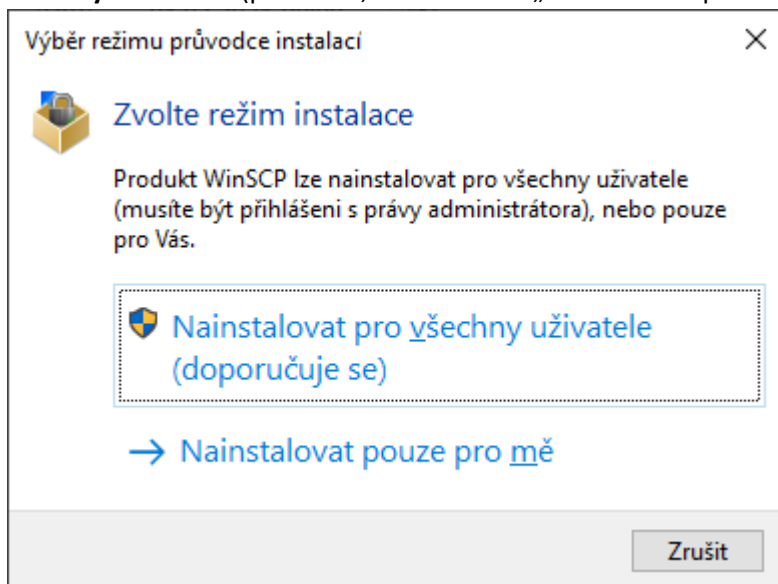 Výběr režimu průvodce instalací
Zvolte režim instalace
Produkt WinSCP lze nainstalovat pro všechny uživatele
(musíte být přihlášeni s právy administrátora), nebo pouze
pro Vás.
Nainstalovat pro všechny uživatele
(doporučuje se)
Nainstalovat pouze pro mě
Zrušit